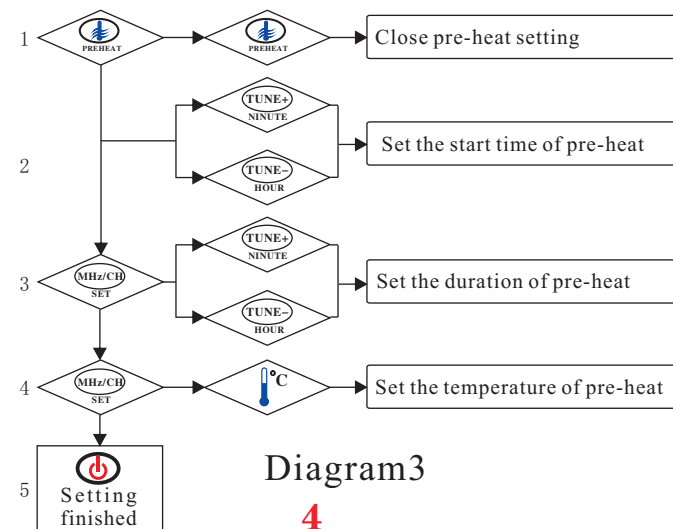 1
PREHEAT
PREHEAT
Close pre-heat setting
2
TUNE+
NINUTE
TUNE−
HOUR
Set the start time of pre-heat
3
MHz/CH
SET
TUNE+
NINUTE
TUNE−
HOUR
Set the duration of pre-heat
4
MHz/CH
SET
°C
Set the temperature of pre-heat
5
Setting
finished
Diagram3
4